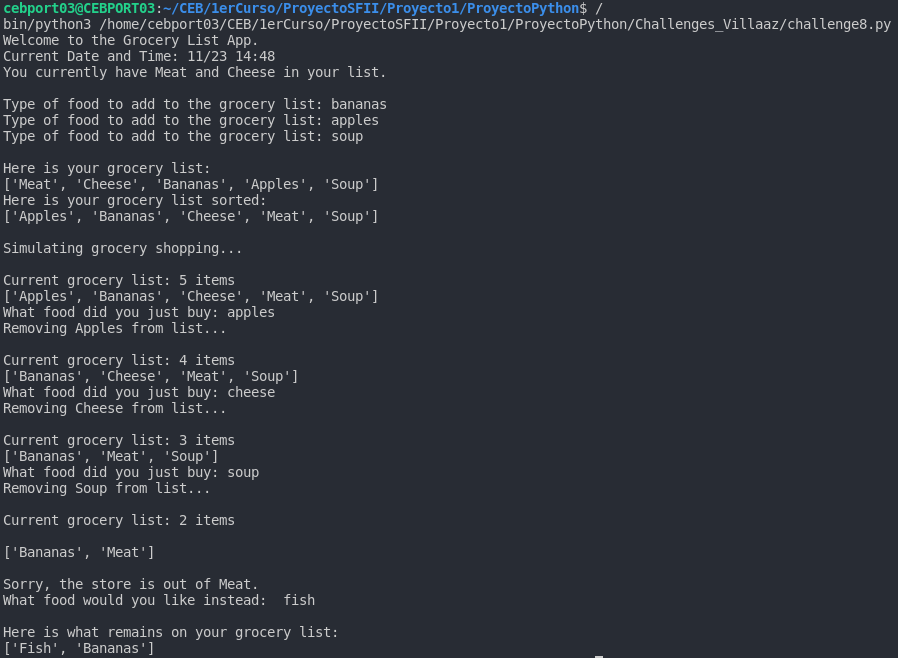 cebport03@CEBPORT03:~/CEB/1erCurso/ProyectoSFII/Proyecto1/ProyectoPython$ /
bin/python3 /home/cebport03/CEB/1erCurso/ProyectoSFII/Proyecto1/ProyectoPython/Challenges_Villaaz/challenge8.py
Welcome to the Grocery List App.
Current Date and Time: 11/23 14:48
You currently have Meat and Cheese in your list.
Type of food to add to the grocery list: bananas
Type of food to add to the grocery list: apples
Type of food to add to the grocery list: soup
Here is your grocery list:
['Meat', 'Cheese', 'Bananas', 'Apples', 'Soup']
Here is your grocery list sorted:
['Apples', 'Bananas', 'Cheese', 'Meat', 'Soup']
Simulating grocery shopping...
Current grocery list: 5 items
['Apples', 'Bananas', 'Cheese', 'Meat', 'Soup']
What food did you just buy: apples
Removing Apples from list...
Current grocery list: 4 items
['Bananas', 'Cheese', 'Meat', 'Soup']
What food did you just buy: cheese
Removing Cheese from list...
Current grocery list: 3 items
['Bananas', 'Meat', 'Soup']
What food did you just buy: soup
Removing Soup from list...
Current grocery list: 2 items
['Bananas', 'Meat']
Sorry, the store is out of Meat.
What food would you like instead:  fish
Here is what remains on your grocery list:
['Fish', 'Bananas']